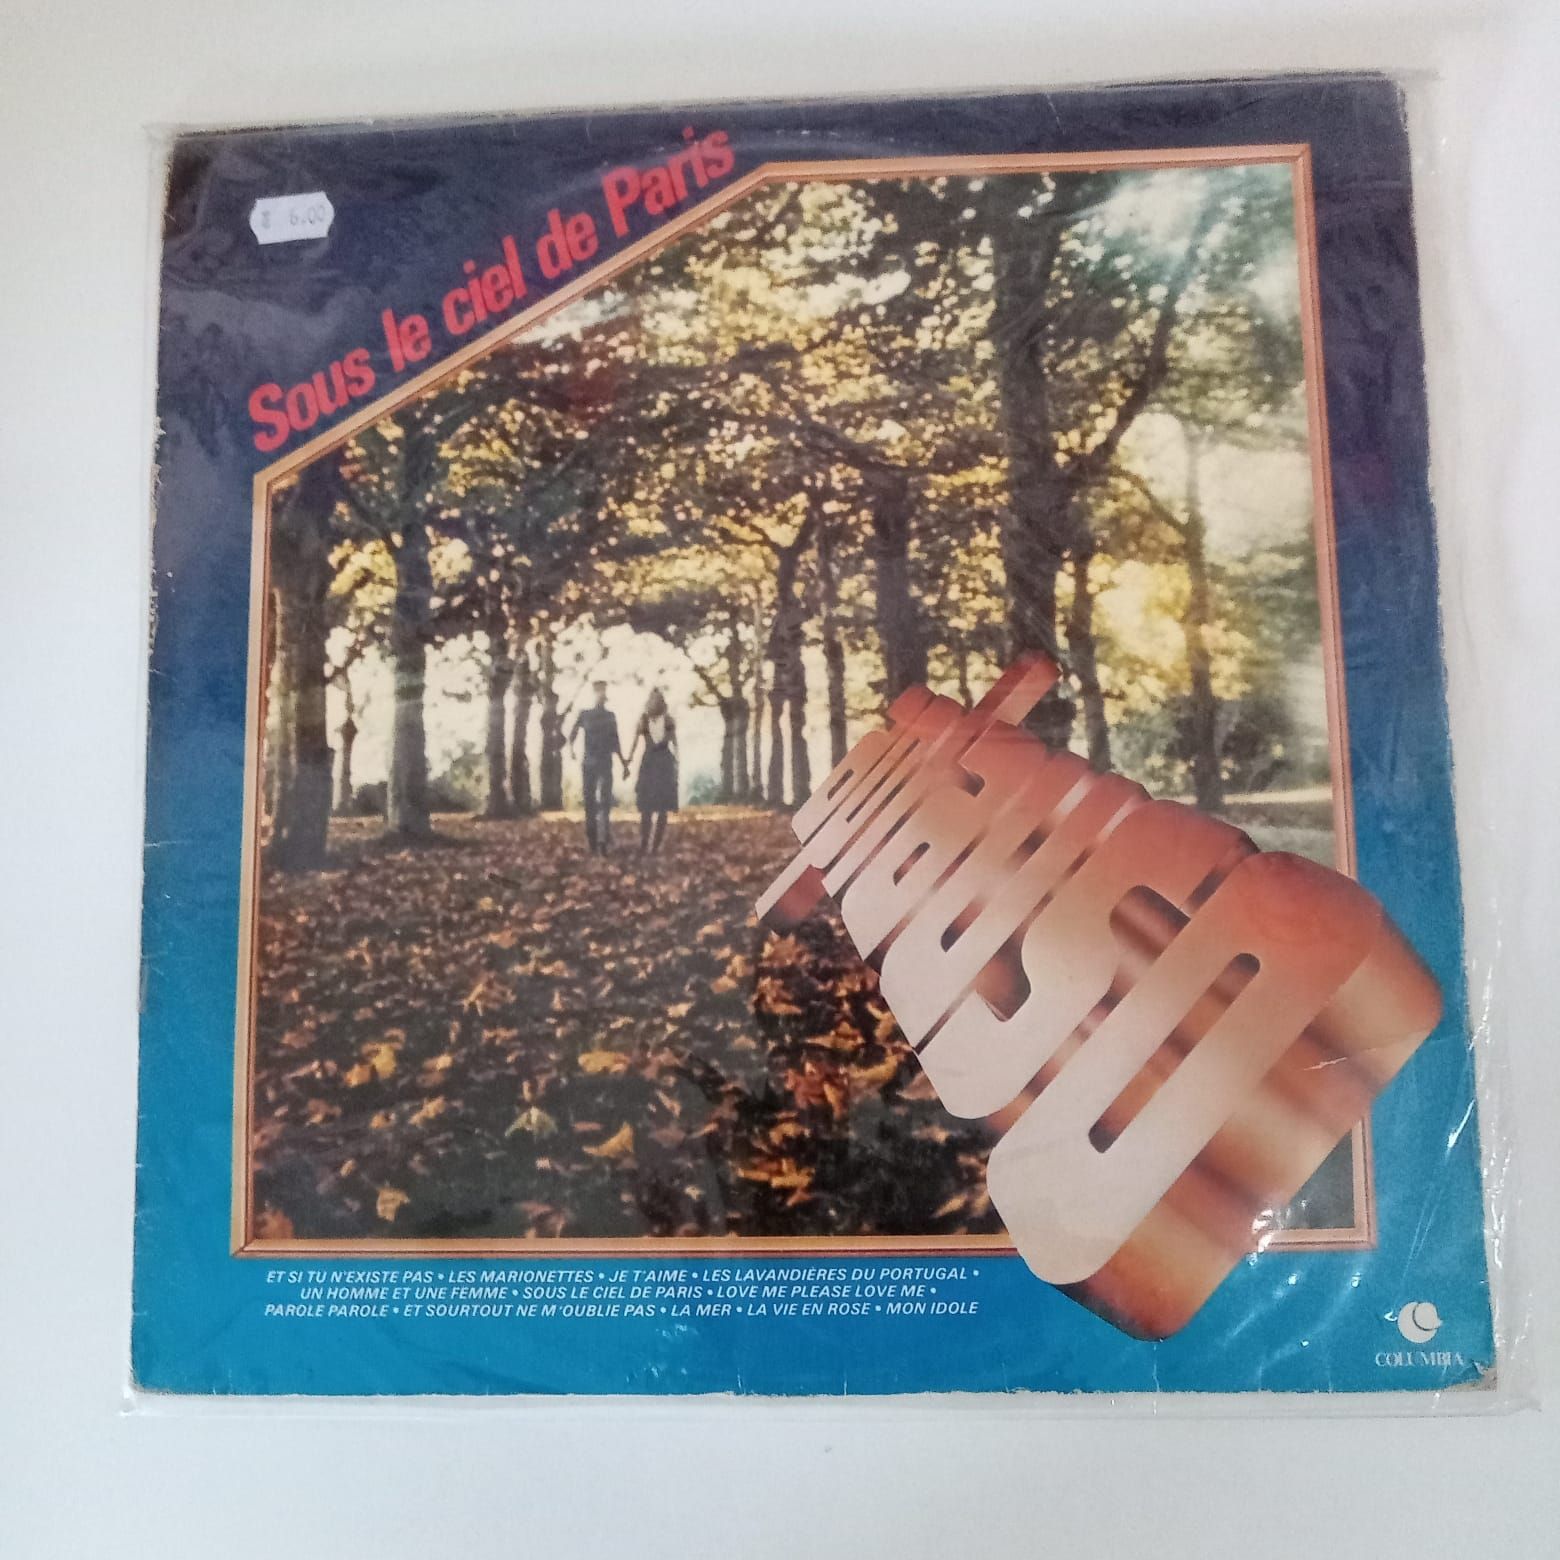 6.00
Sous le ciel de Paris
ET SI TU N'EXISTE PAS • LES MARIONETTES • JE T'AIME • LES LAVANDIÈRES DU PORTUGAL •
UN HOMME ET UNE FEMME • SOUS LE CIEL DE PARIS • LOVE ME PLEASE LOVE ME •
PAROLE PAROLE • ET SOURTOUT NE M'OUBLIE PAS • LA MER • LA VIE EN ROSE • MON IDOLE
COLUMBIA